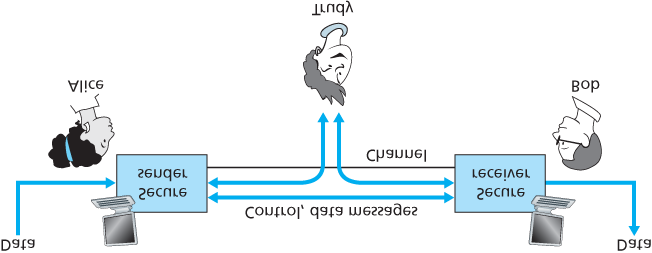 Trudy
Alice
Bob
Channel
Secure
sender
Secure
receiver
Control, data messages
Data
Data